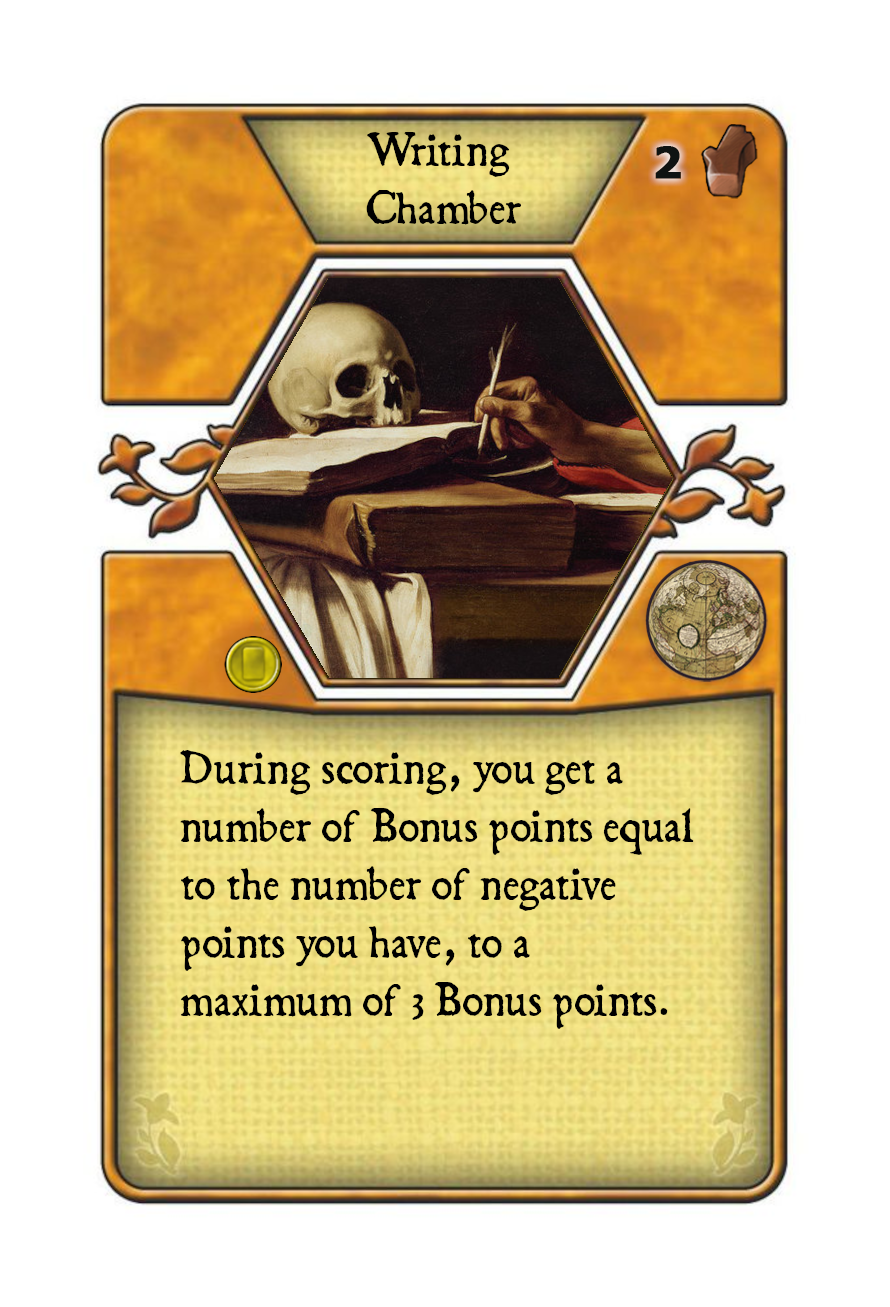 Writing
Chamber
2
During scoring, you get a
number of Bonus points equal
to the number of negative
points you have, to a
maximum of 3 Bonus points.